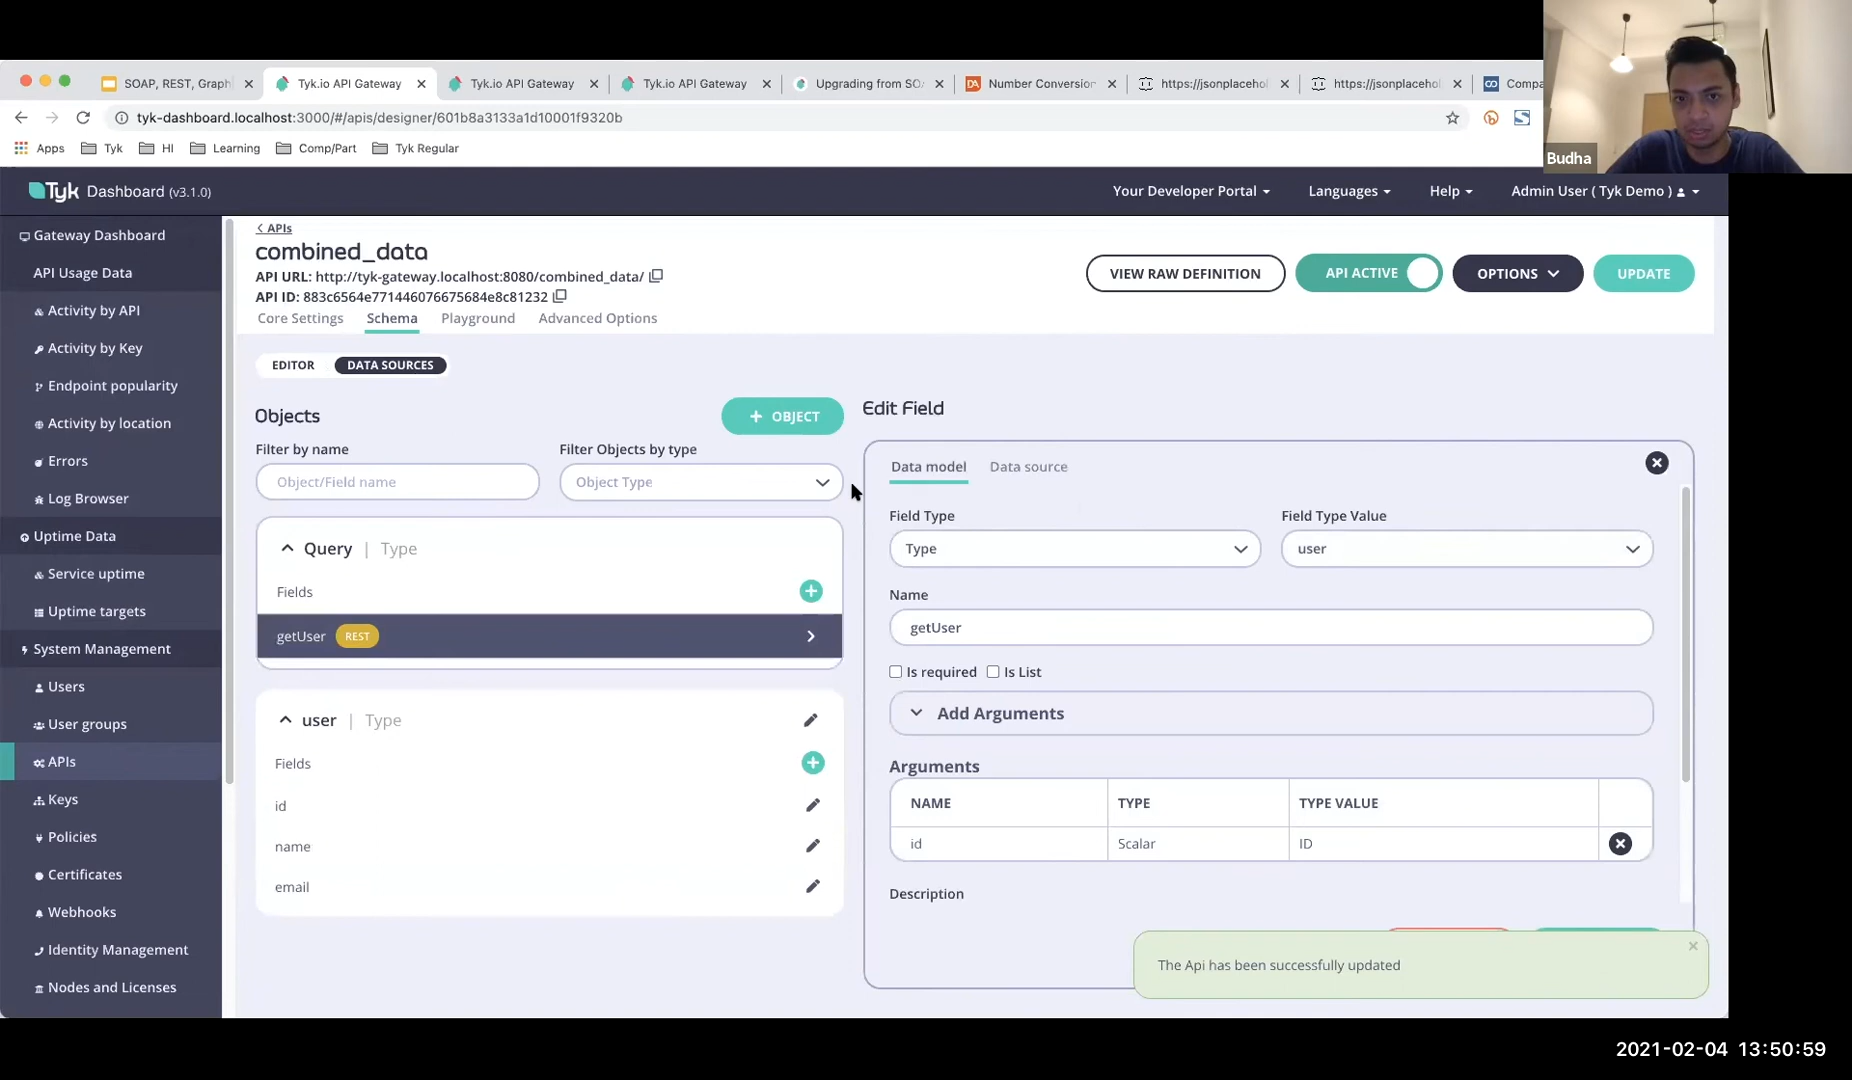 SOAP, REST, Graph
Tyk.io API Gateway
Tyk.io API Gateway
Tyk.io API Gateway
Upgrading from SO
Number Conversion
https://jsonplaceho
https://jsonplaceho
Compa
tyk-dashboard.localhost:3000/#/apis/designer/601b8a3133a1d10001f9320b
Apps
Tyk
HI
Learning
Comp/Part
Tyk Regular
Budha
Tyk Dashboard (v3.1.0)
Your Developer Portal
Languages
Help
Admin User ( Tyk Demo )
Gateway Dashboard
API Usage Data
Activity by API
Activity by Key
Endpoint popularity
Activity by location
Errors
Log Browser
Uptime Data
Service uptime
Uptime targets
System Management
Users
User groups
APIs
Keys
Policies
Certificates
Webhooks
Identity Management
Nodes and Licenses
< APIs
combined_data
API URL: http://tyk-gateway.localhost:8080/combined_data/
API ID: 883c6564e771446076675684e8c81232
VIEW RAW DEFINITION
API ACTIVE
OPTIONS
UPDATE
Core Settings
Schema
Playground
Advanced Options
EDITOR
DATA SOURCES
Objects
+ OBJECT
Filter by name
Object/Field name
Filter Objects by type
Object Type
Query | Type
Fields
getUser REST
user | Type
Fields
id
name
email
Edit Field
Data model
Data source
Field Type
Type
Field Type Value
user
Name
getUser
Is required
Is List
Add Arguments
Arguments
NAME TYPE TYPE VALUE
id Scalar ID
Description
The Api has been successfully updated
2021-02-04 13:50:59